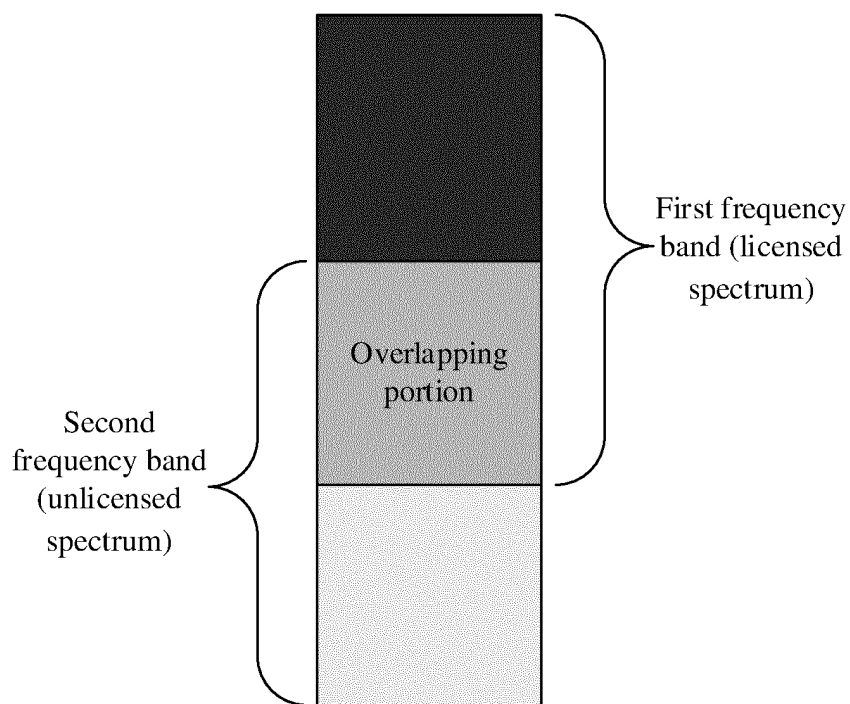 First frequency
band (licensed
spectrum)
Overlapping
portion
Second
frequency band
(unlicensed
spectrum)